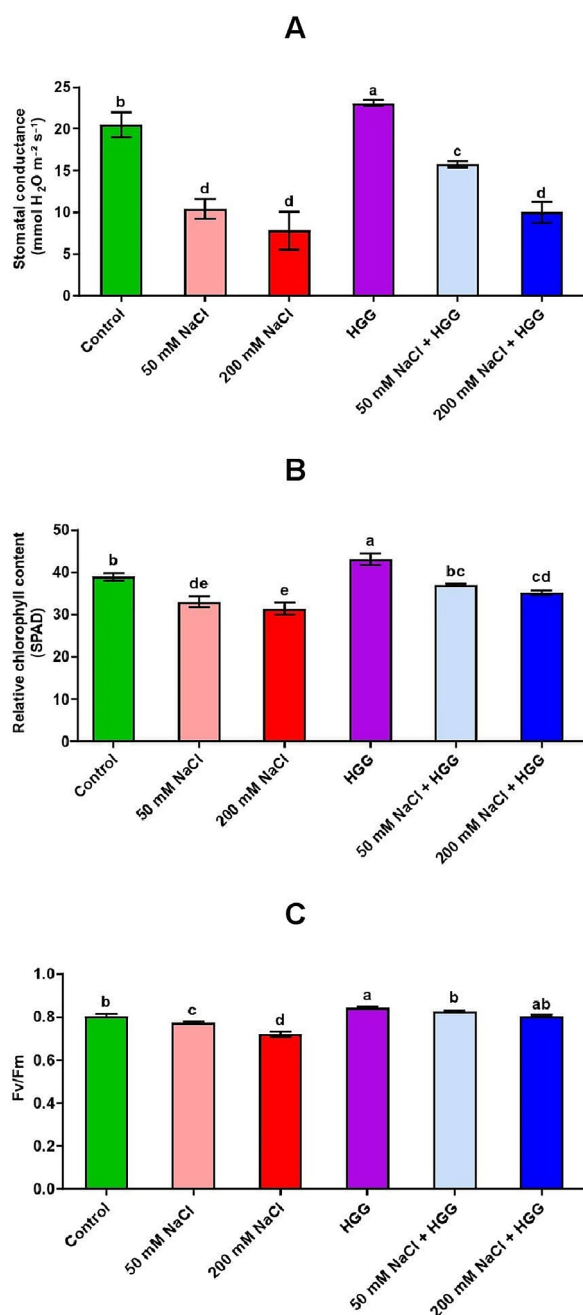 A
Stomatal conductance
(mmol H₂O m⁻² s⁻¹)
25
20
15
10
5
0
b
d
d
a
c
d
Control
50 mM NaCl
200 mM NaCl
HGG
50 mM NaCl + HGG
200 mM NaCl + HGG
B
Relative chlorophyll content
(SPAD)
50
40
30
20
10
0
b
de
e
a
bc
cd
Control
50 mM NaCl
200 mM NaCl
HGG
50 mM NaCl + HGG
200 mM NaCl + HGG
C
Fv/Fm
1.0
0.8
0.6
0.4
0.2
0.0
b
c
d
a
b
ab
Control
50 mM NaCl
200 mM NaCl
HGG
50 mM NaCl + HGG
200 mM NaCl + HGG